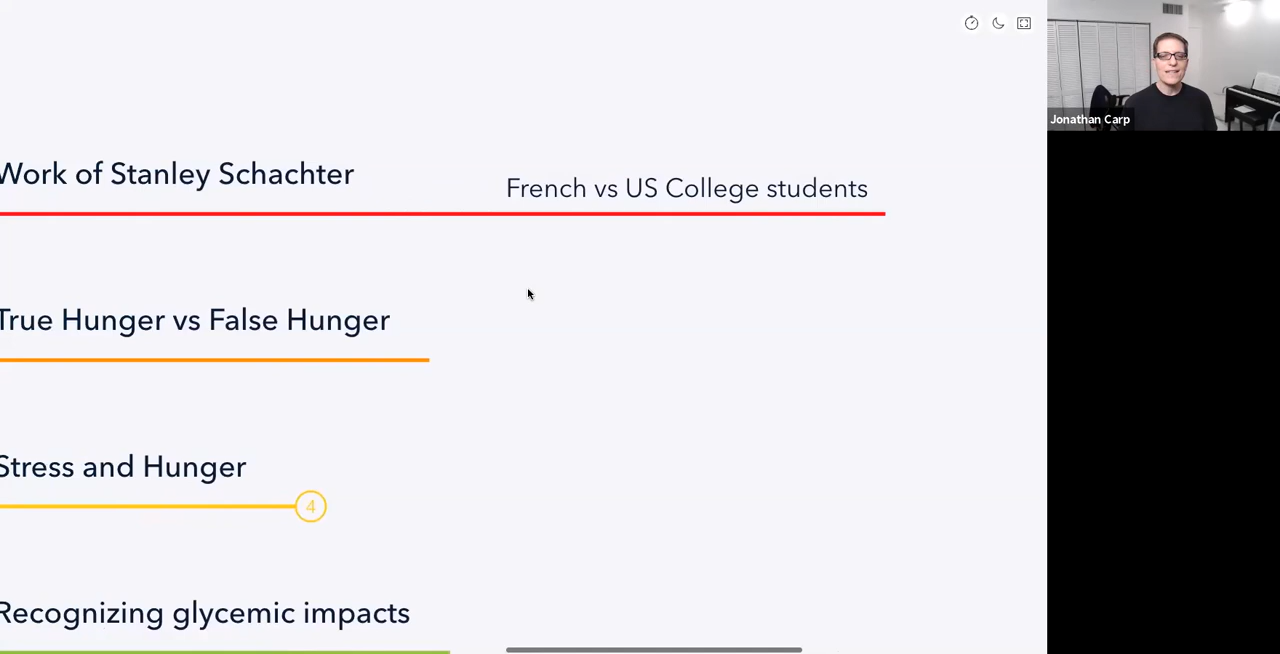 Work of Stanley Schachter
French vs US College students
Jonathan Carp
True Hunger vs False Hunger
Stress and Hunger
4
Recognizing glycemic impacts